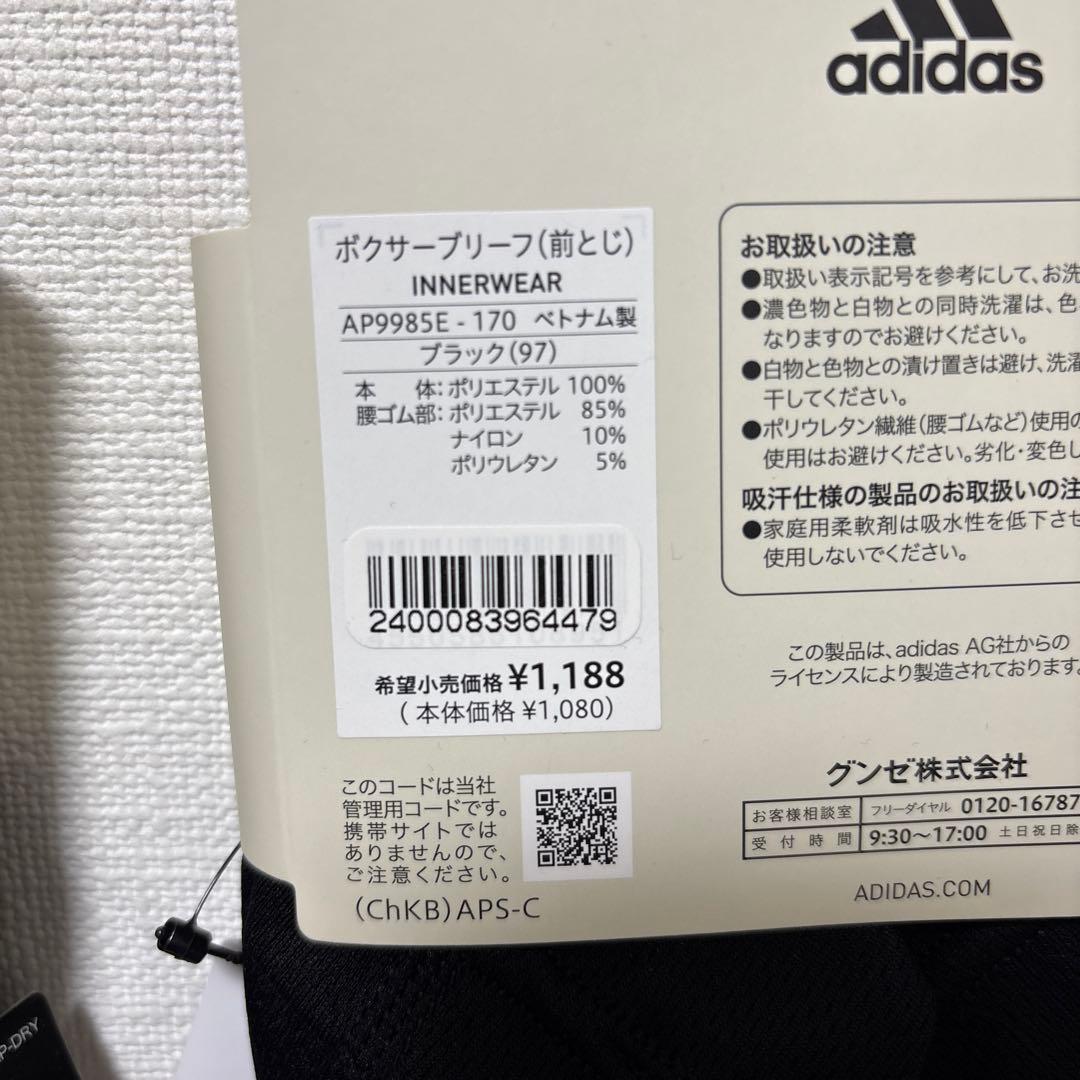 adidas
ボクサーブリーフ(前とじ)
INNERWEAR
AP9985E - 170 ベトナム製
ブラック(97)
本 体:ポリエステル 100%
腰ゴム部:ポリエステル 85%
ナイロン 10%
ポリウレタン 5%
2400083964479
希望小売価格 ¥1,188
(本体価格 ¥1,080)
このコードは当社
管理用コードです。
携帯サイトでは
ありませんので、
ご注意ください。
(ChKB)APS-C
お取扱いの注意
●取扱い表示記号を参考にして、お洗
●濃色物と白物との同時洗濯は、色
なりますのでお避けください。
●白物と色物との漬け置きは避け、洗濯
干してください。
●ポリウレタン繊維(腰ゴムなど)使用の
使用はお避けください。劣化・変色し
吸汗仕様の製品のお取扱いの注
●家庭用柔軟剤は吸水性を低下させ
使用しないでください。
この製品は、adidas AG社からの
ライセンスにより製造されております。
グンゼ株式会社
お客様相談室 フリーダイヤル 0120-16787
受付時間 9:30~17:00 土日祝日除
ADIDAS.COM
P-DRY